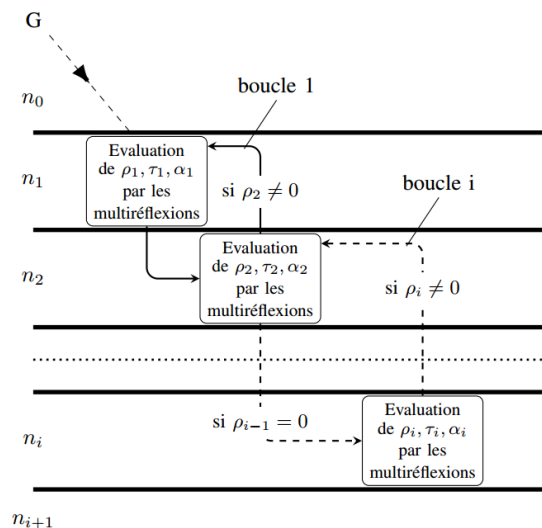 G
boucle 1
n₀
Evaluation
de ρ₁, τ₁, α₁
par les
multiréflexions
n₁
si ρ₂ ≠ 0
boucle i
Evaluation
de ρ₂, τ₂, α₂
par les
multiréflexions
n₂
si ρᵢ ≠ 0
si ρᵢ₋₁ = 0
Evaluation
de ρᵢ, τᵢ, αᵢ
par les
multiréflexions
nᵢ
nᵢ₊₁